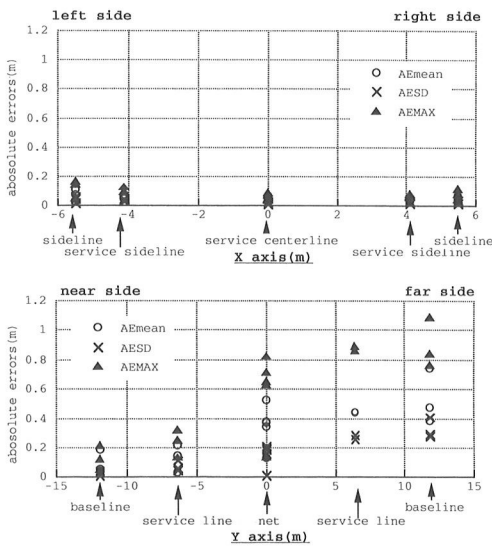 left side right side
1.2
1
0.8
0.6
0.4
0.2
0
abosolute errors(m)
AEmean
AESD
AEMAX
-6 -4 -2 0 2 4 6
sideline service centerline sideline
service sideline service sideline
X axis(m)
near side far side
1.2
1
0.8
0.6
0.4
0.2
0
abosolute errors(m)
AEmean
AESD
AEMAX
-15 -10 -5 0 5 10 15
baseline net baseline
service line service line
Y axis(m)